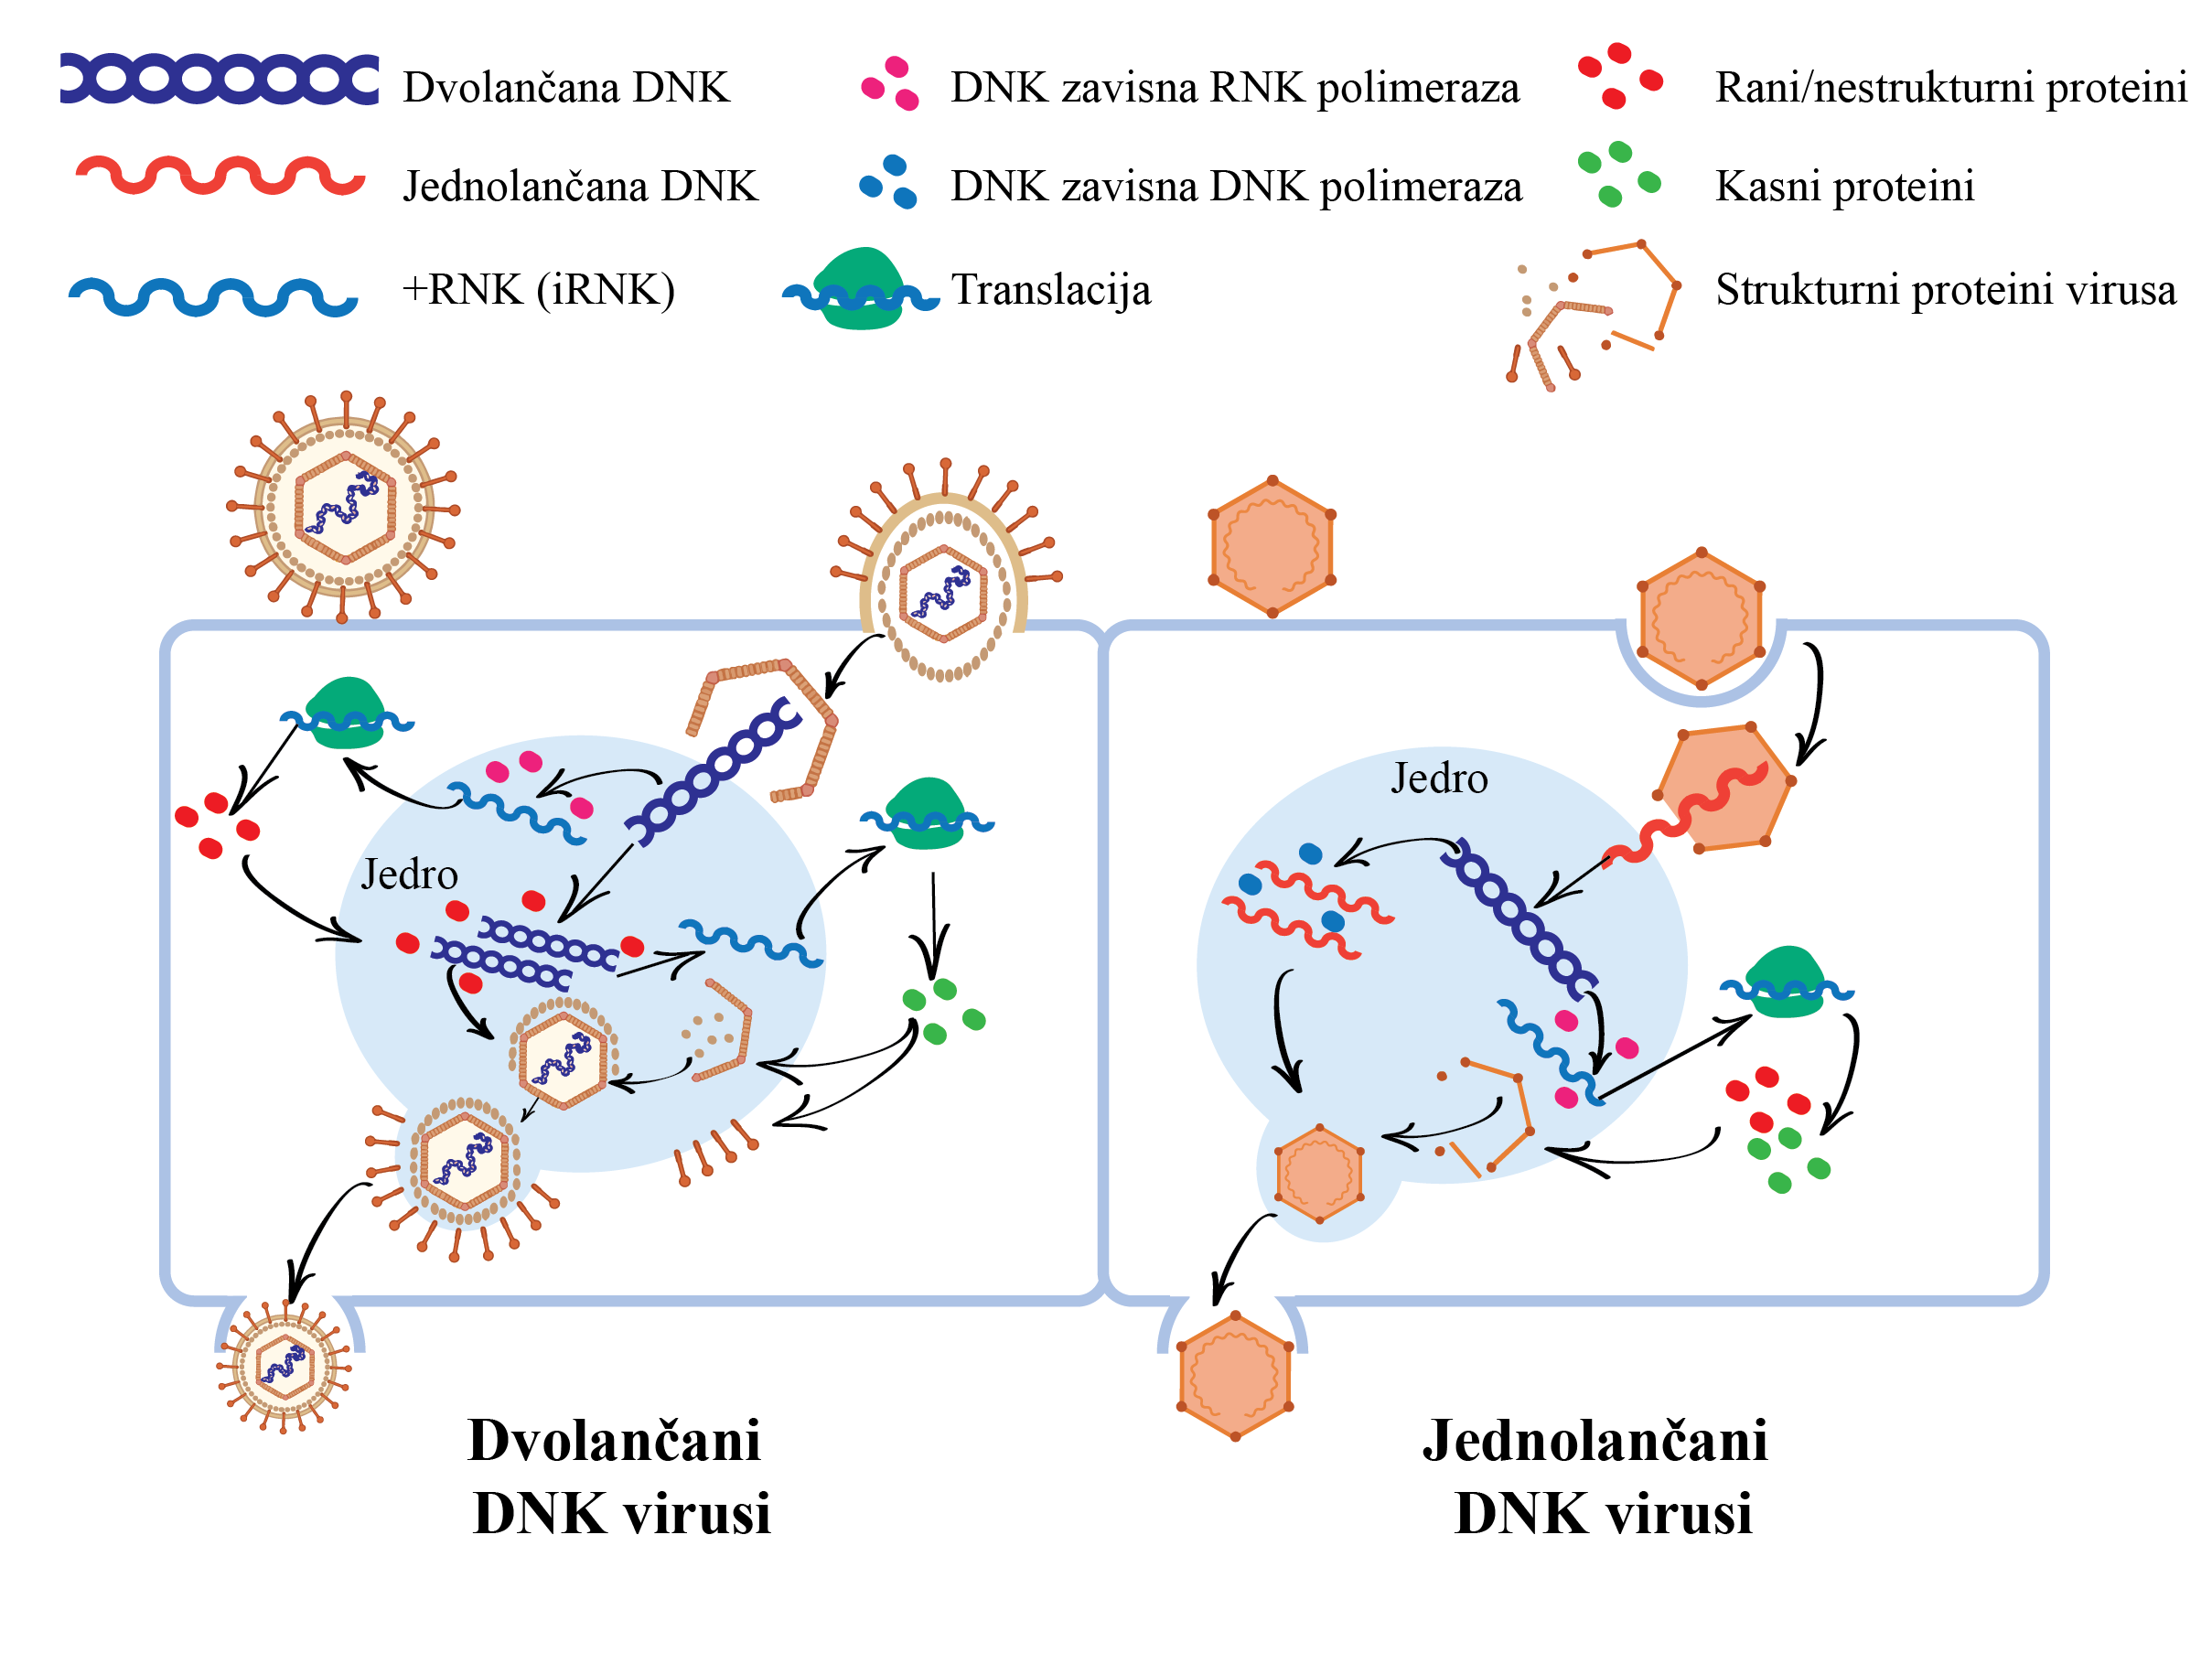 Dvolančana DNK
DNK zavisna RNK polimeraza
Rani/nestrukturni proteini
Jednolančana DNK
DNK zavisna DNK polimeraza
Kasni proteini
+RNK (iRNK)
Translacija
Strukturni proteini virusa
Jedro
Jedro
Dvolančani
DNK virusi
Jednolančani
DNK virusi